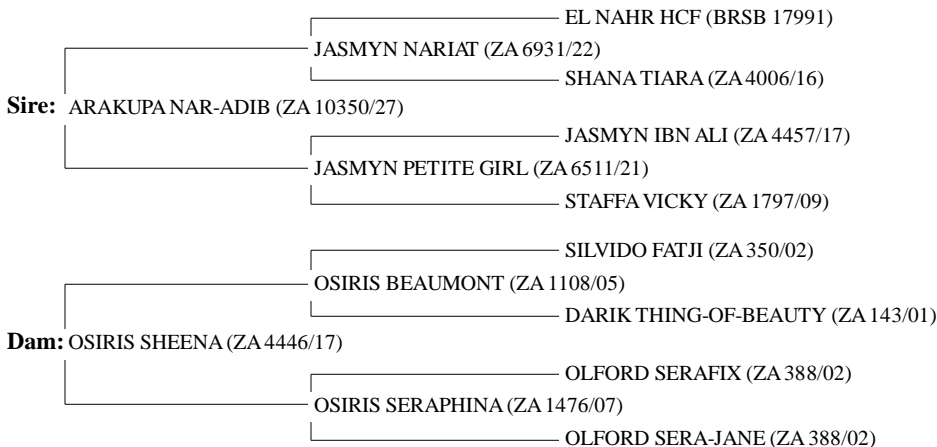 EL NAHR HCF (BRSB 17991)
JASMYN NARIAT (ZA 6931/22)
SHANA TIARA (ZA 4006/16)
Sire: ARAKUPA NAR-ADIB (ZA 10350/27)
JASMYN IBN ALI (ZA 4457/17)
JASMYN PETITE GIRL (ZA 6511/21)
STAFFA VICKY (ZA 1797/09)
SILVIDO FATJI (ZA 350/02)
OSIRIS BEAUMONT (ZA 1108/05)
DARIK THING-OF-BEAUTY (ZA 143/01)
Dam: OSIRIS SHEENA (ZA 4446/17)
OLFORD SERAFIX (ZA 388/02)
OSIRIS SERAPHINA (ZA 1476/07)
OLFORD SERA-JANE (ZA 388/02)